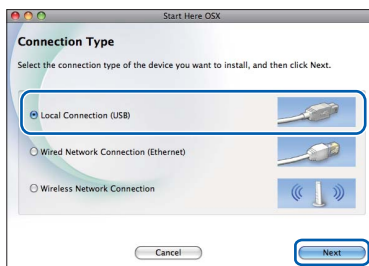 Start Here OSX
Connection Type
Select the connection type of the device you want to install, and then click Next.
Local Connection (USB)
Wired Network Connection (Ethernet)
Wireless Network Connection
Cancel
Next